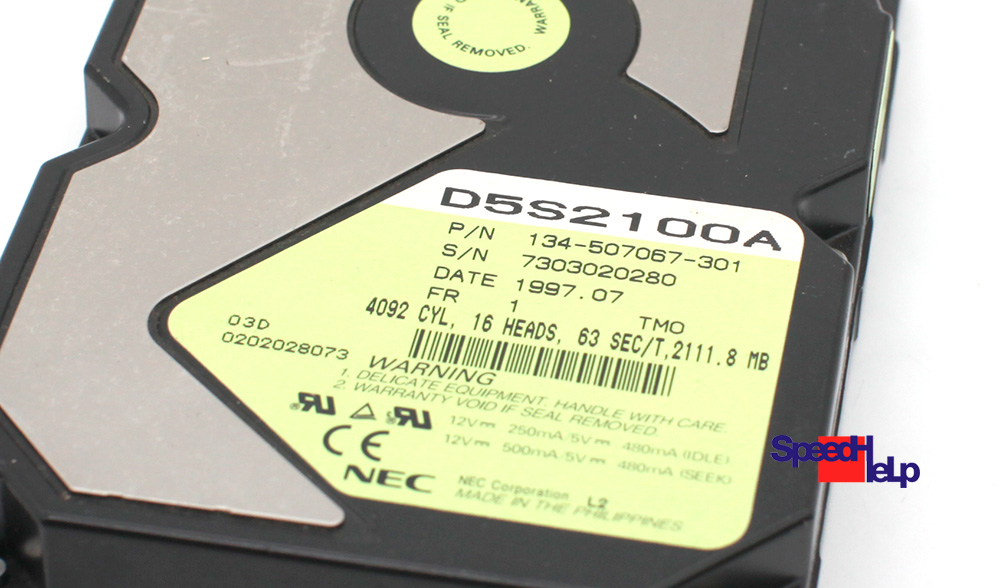 IF SEAL REMOVED. WARRAN
D5S2100A
P/N 134-507067-301
S/N 7303020280
DATE 1997.07
FR 1 TMO
4092 CYL, 16 HEADS, 63 SEC/T,2111.8 MB
03D
0202028073
WARNING
1. DELICATE EQUIPMENT. HANDLE WITH CARE.
2. WARRANTY VOID IF SEAL REMOVED.
12V⎓ 250mA/5V⎓ 480mA (IDLE)
12V⎓ 500mA/5V⎓ 480mA (SEEK)
CE
NEC NEC Corporation L2
MADE IN THE PHILIPPINES
SpeedHelp